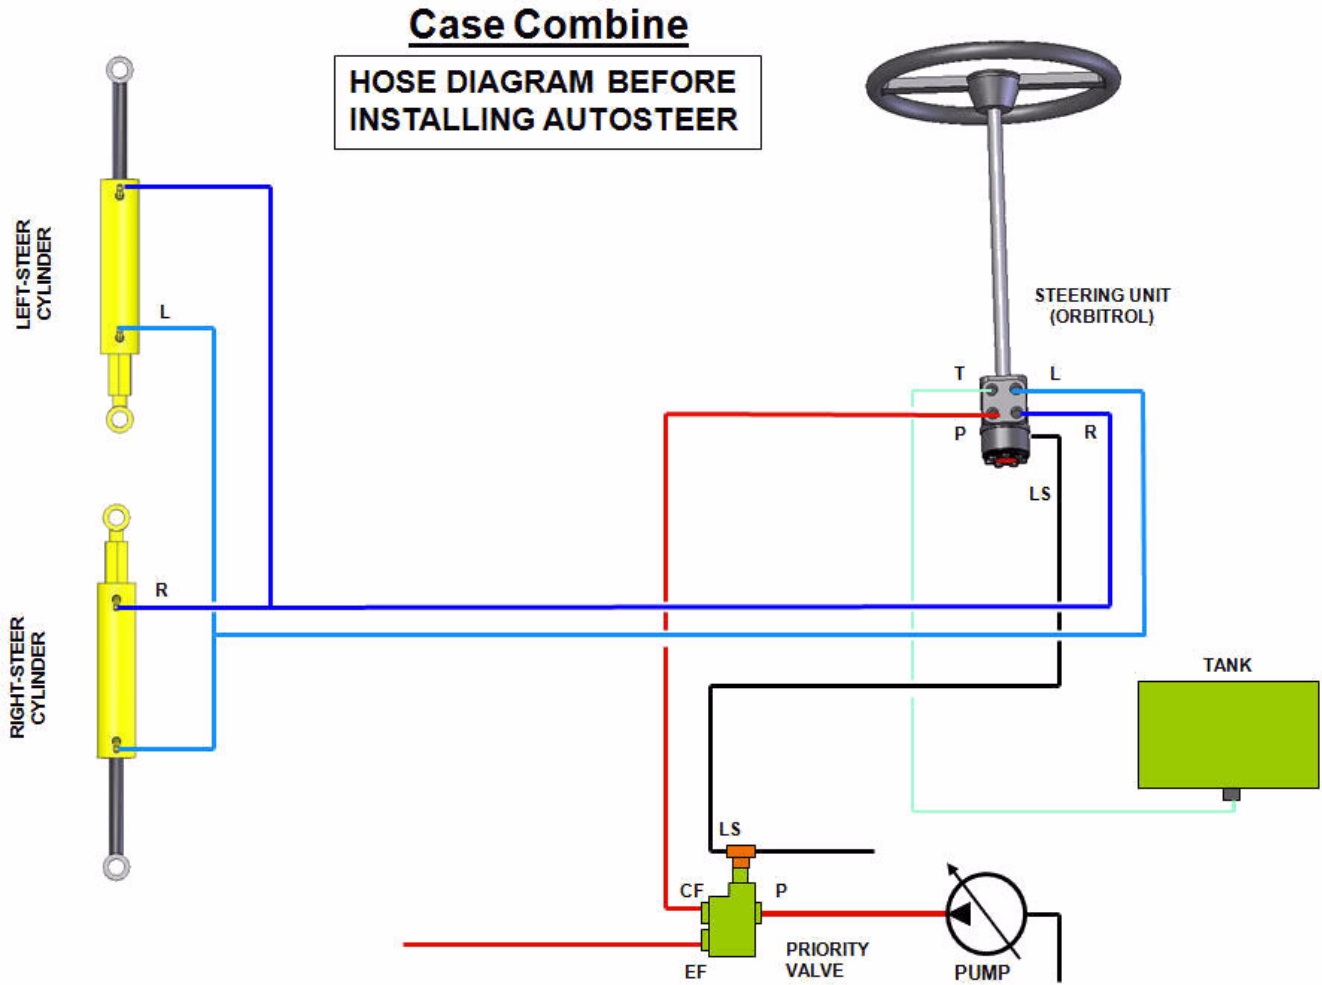 Case Combine
HOSE DIAGRAM BEFORE
INSTALLING AUTOSTEER
LEFT-STEER
CYLINDER
L
STEERING UNIT
(ORBITROL)
T
L
P
R
LS
R
RIGHT-STEER
CYLINDER
TANK
LS
CF
P
PRIORITY
VALVE
EF
PUMP